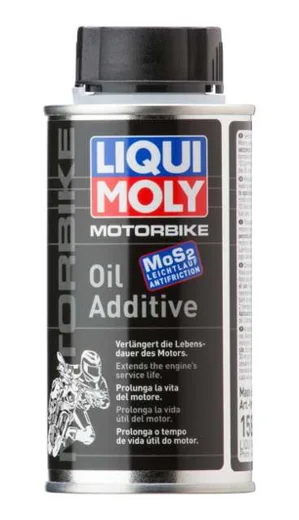 LIQUI
MOLY
MOTORBIKE
MOTORBIKE
MoS2
LEICHTLAUF
ANTIFRICTION
Oil
Additive
Verlängert die Lebens-
dauer des Motors.
Extends the engine's
service life.
Prolunga la vita
del motore.
Prolonga la vida
útil del motor.
Prolonga o tempo
de vida útil do motor.